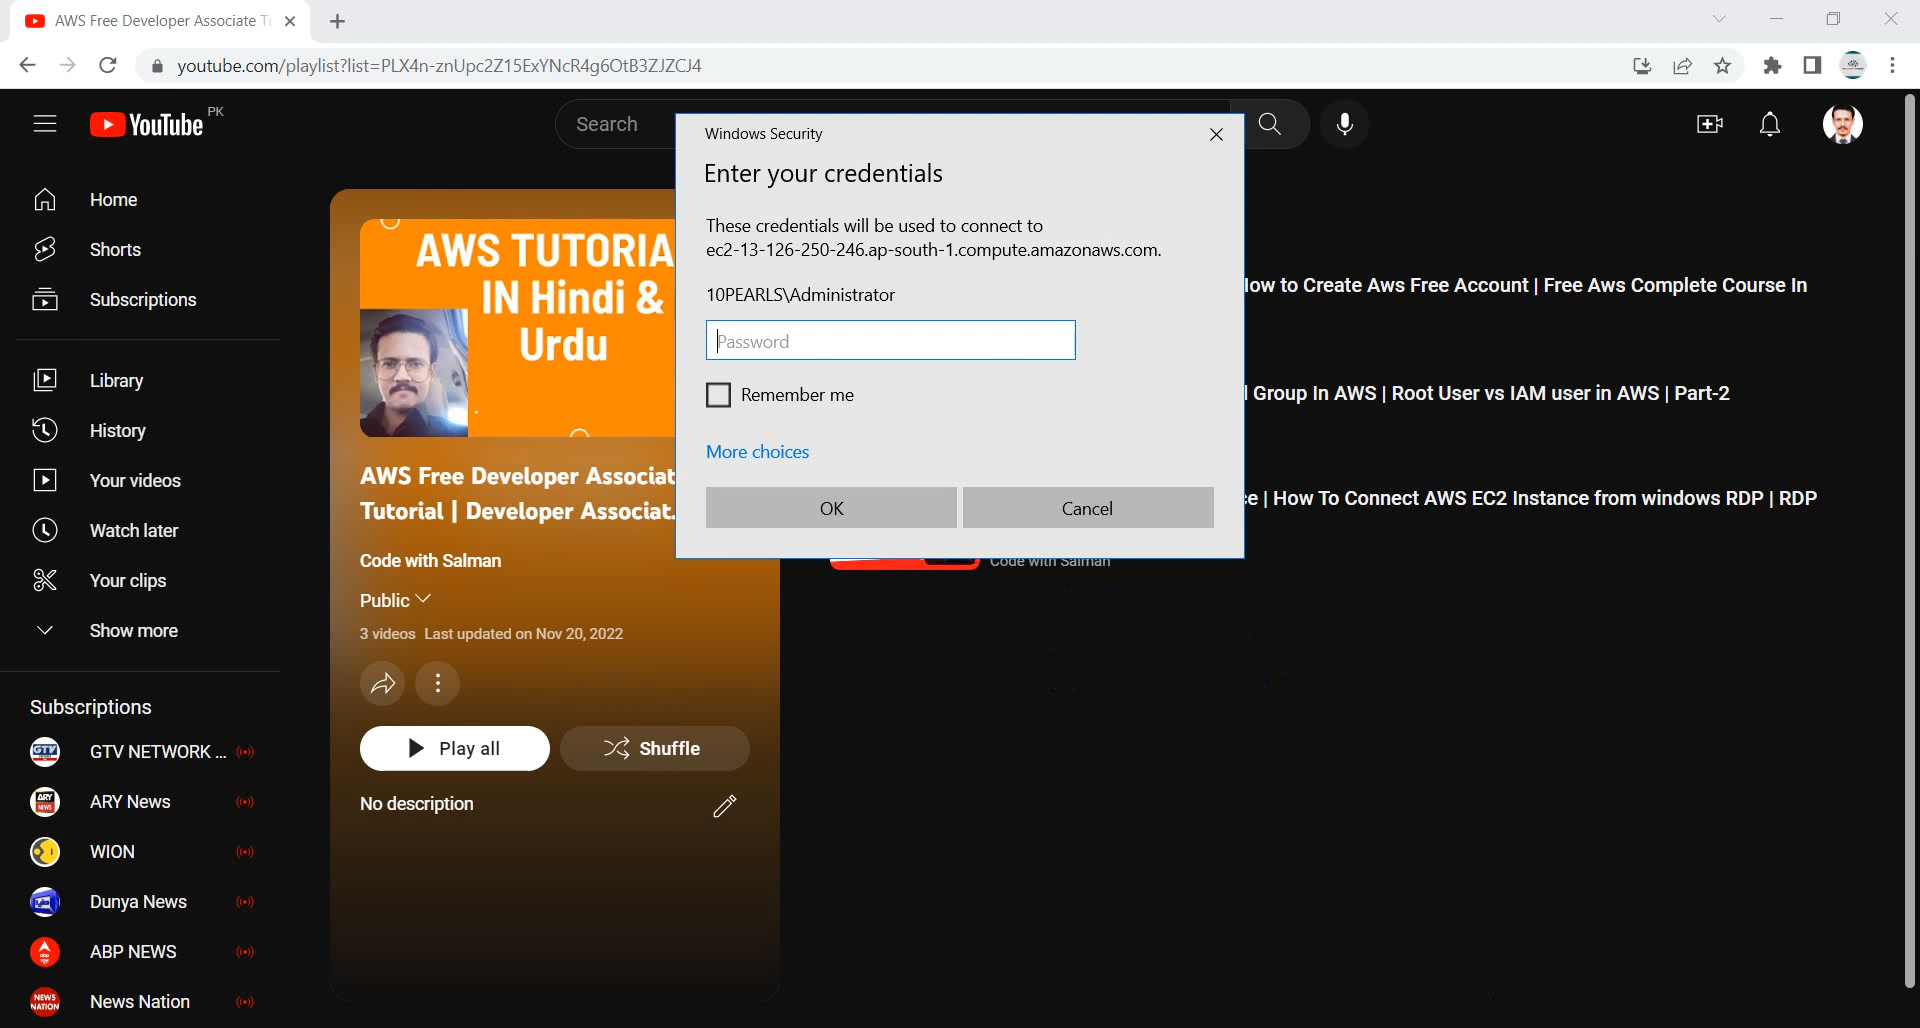 AWS Free Developer Associate
youtube.com/playlist?list=PLX4n-znUpc2Z15ExYNcR4g6OtB3ZJZCJ4
YouTube PK
Search
Home
Shorts
Subscriptions
Library
History
Your videos
Watch later
Your clips
Show more
Subscriptions
GTV NETWORK ...
ARY News
WION
Dunya News
ABP NEWS
News Nation
AWS TUTORIA
IN Hindi &
Urdu
AWS Free Developer Associat
Tutorial | Developer Associat.
Code with Salman
Public
3 videos Last updated on Nov 20, 2022
Play all
Shuffle
No description
Windows Security
Enter your credentials
These credentials will be used to connect to
ec2-13-126-250-246.ap-south-1.compute.amazonaws.com.
10PEARLS\Administrator
Password
Remember me
More choices
OK
Cancel
How to Create Aws Free Account | Free Aws Complete Course In
Group In AWS | Root User vs IAM user in AWS | Part-2
| How To Connect AWS EC2 Instance from windows RDP | RDP
Code with Salman